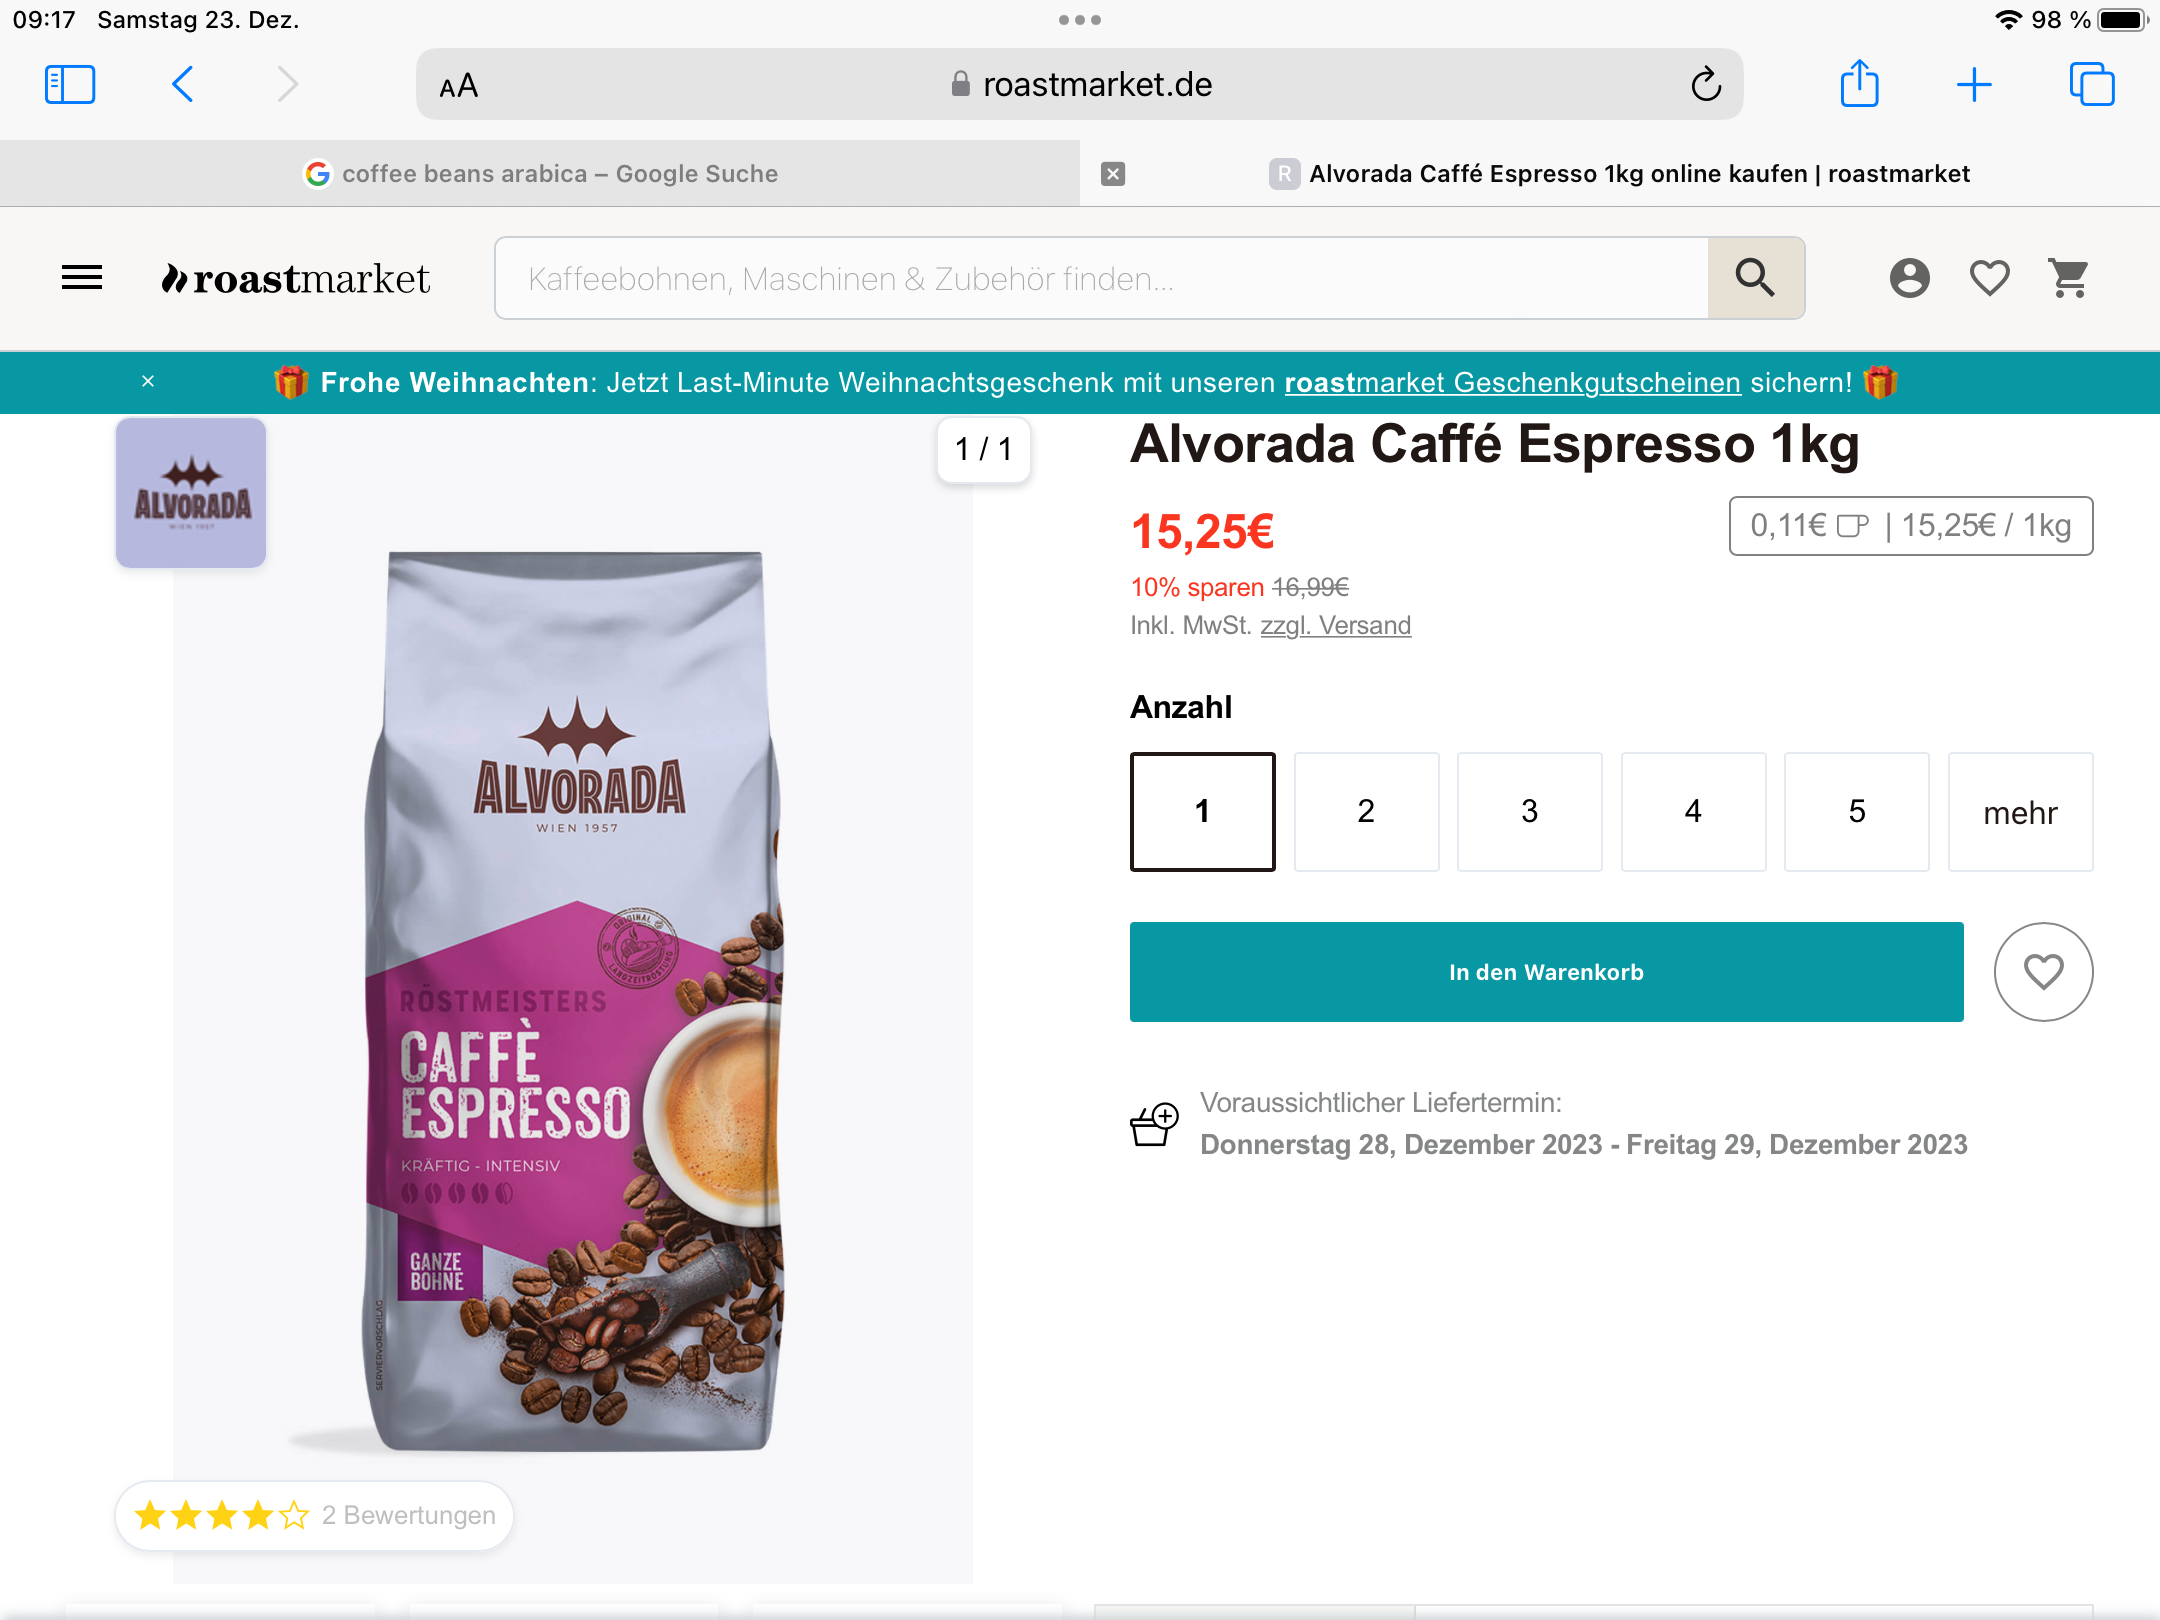 09:17 Samstag 23. Dez.
98 %
AA
roastmarket.de
coffee beans arabica – Google Suche
R Alvorada Caffé Espresso 1kg online kaufen | roastmarket
roastmarket
Kaffeebohnen, Maschinen & Zubehör finden...
× Frohe Weihnachten: Jetzt Last-Minute Weihnachtsgeschenk mit unseren roastmarket Geschenkgutscheinen sichern!
ALVORADA
WIEN 1957
1 / 1
ALVORADA
WIEN 1957
ORIGINAL
LANGZEITRÖSTUNG
RÖSTMEISTERS
CAFFÈ
ESPRESSO
KRÄFTIG - INTENSIV
GANZE
BOHNE
SERVIERVORSCHLAG
2 Bewertungen
Alvorada Caffé Espresso 1kg
15,25€
0,11€ | 15,25€ / 1kg
10% sparen 16,99€
Inkl. MwSt. zzgl. Versand
Anzahl
1 2 3 4 5 mehr
In den Warenkorb
Voraussichtlicher Liefertermin:
Donnerstag 28, Dezember 2023 - Freitag 29, Dezember 2023